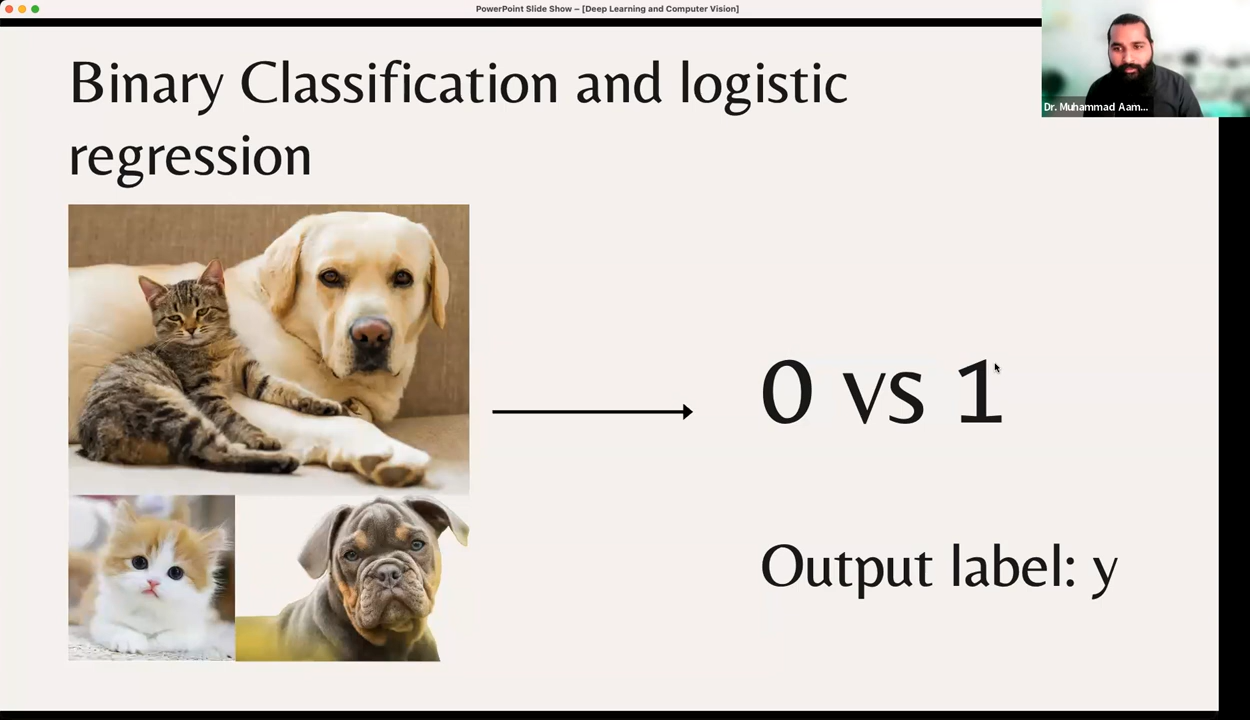 PowerPoint Slide Show – [Deep Learning and Computer Vision]
Dr. Muhammad Aam...
Binary Classification and logistic
regression
0 vs 1
Output label: y